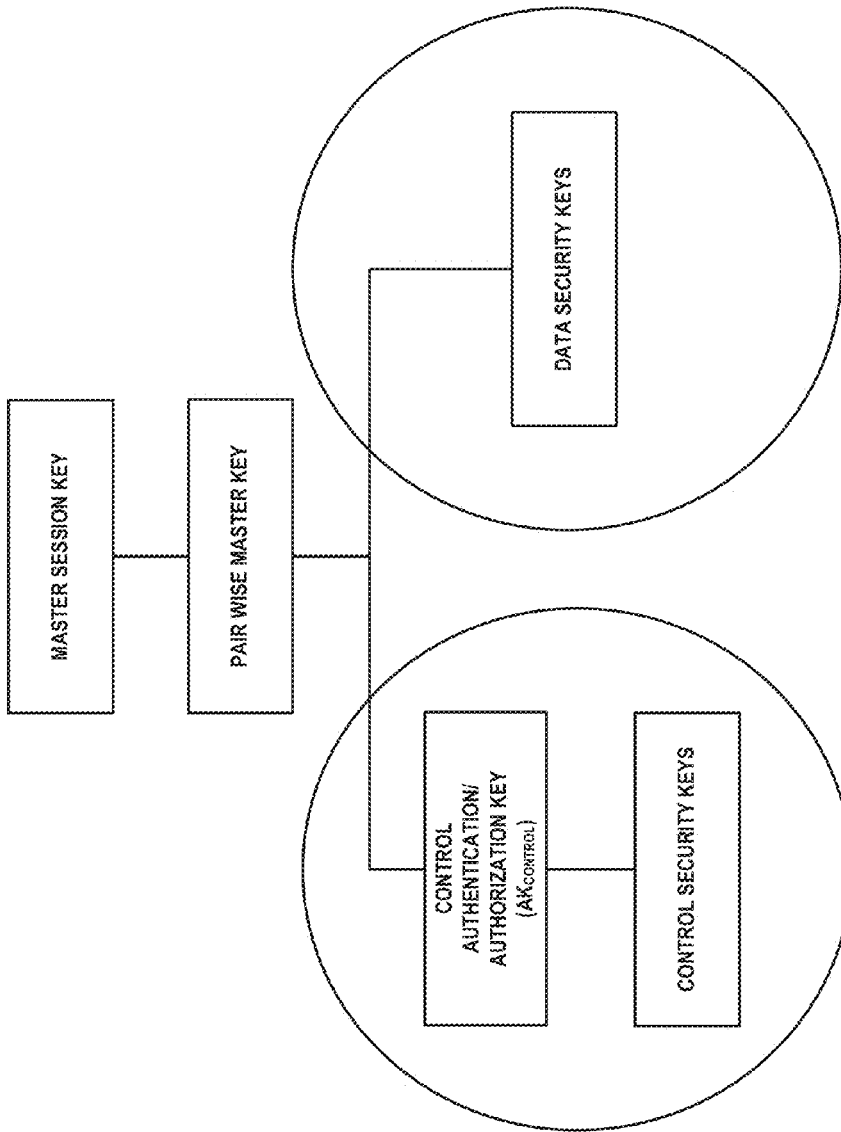 MASTER SESSION KEY
PAIR WISE MASTER KEY
CONTROL
AUTHENTICATION/
AUTHORIZATION KEY
(AKCONTROL)
CONTROL SECURITY KEYS
DATA SECURITY KEYS